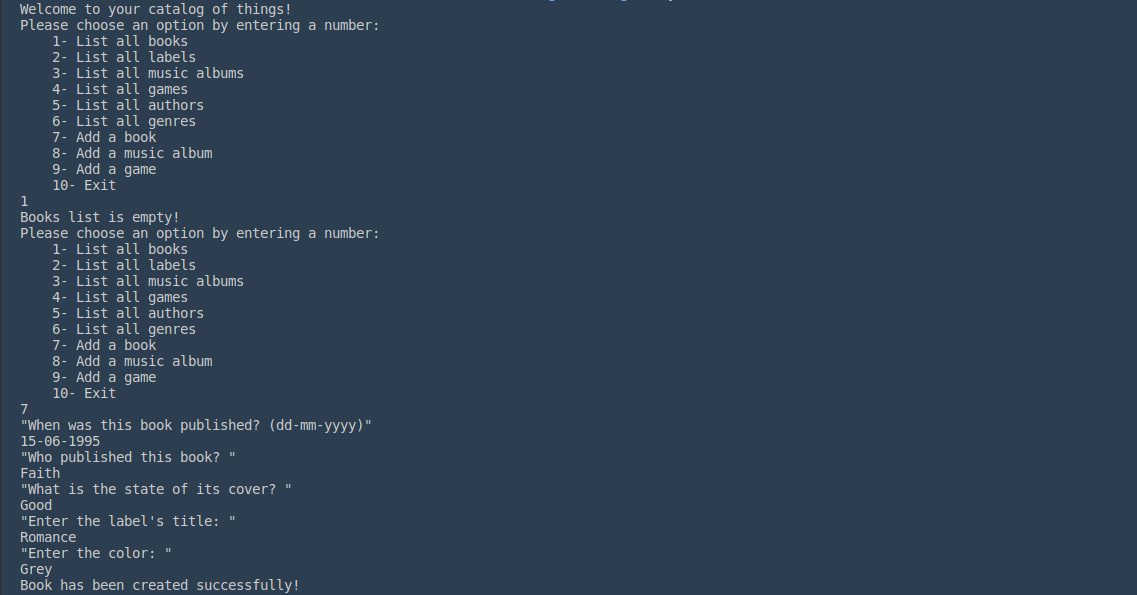 Welcome to your catalog of things!
Please choose an option by entering a number:
    1- List all books
    2- List all labels
    3- List all music albums
    4- List all games
    5- List all authors
    6- List all genres
    7- Add a book
    8- Add a music album
    9- Add a game
    10- Exit
1
Books list is empty!
Please choose an option by entering a number:
    1- List all books
    2- List all labels
    3- List all music albums
    4- List all games
    5- List all authors
    6- List all genres
    7- Add a book
    8- Add a music album
    9- Add a game
    10- Exit
7
"When was this book published? (dd-mm-yyyy)"
15-06-1995
"Who published this book? "
Faith
"What is the state of its cover? "
Good
"Enter the label's title: "
Romance
"Enter the color: "
Grey
Book has been created successfully!